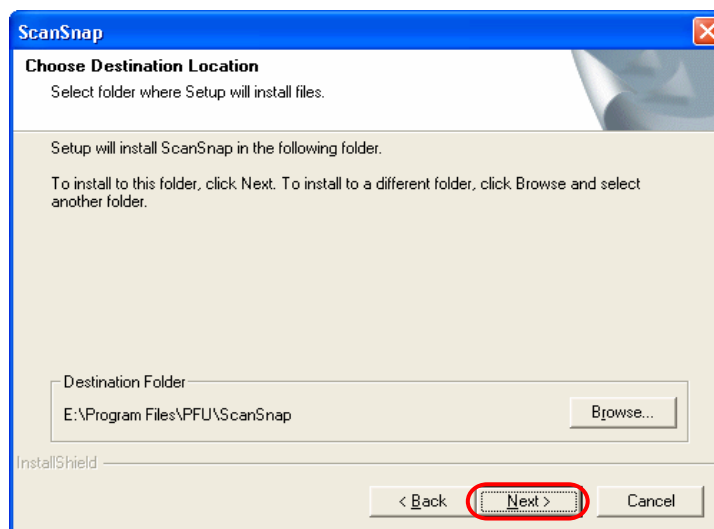 ScanSnap
Choose Destination Location
Select folder where Setup will install files.
Setup will install ScanSnap in the following folder.
To install to this folder, click Next. To install to a different folder, click Browse and select
another folder.
Destination Folder
E:\Program Files\PFU\ScanSnap
Browse...
InstallShield
< Back
Next >
Cancel